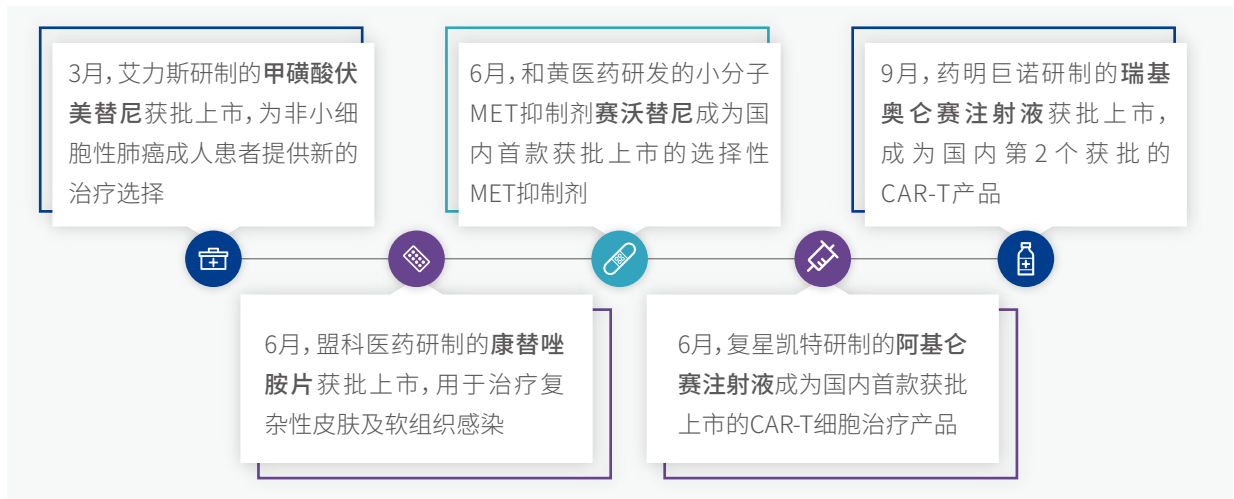 3月，艾力斯研制的甲磺酸伏
美替尼获批上市，为非小细
胞性肺癌成人患者提供新的
治疗选择
6月，盟科医药研制的康替唑
胺片获批上市，用于治疗复
杂性皮肤及软组织感染
6月，和黄医药研发的小分子
MET抑制剂赛沃替尼成为国
内首款获批上市的选择性
MET抑制剂
6月，复星凯特研制的阿基仑
赛注射液成为国内首款获批
上市的CAR-T细胞治疗产品
9月，药明巨诺研制的瑞基
奥仑赛注射液获批上市，
成为国内第2个获批的
CAR-T产品